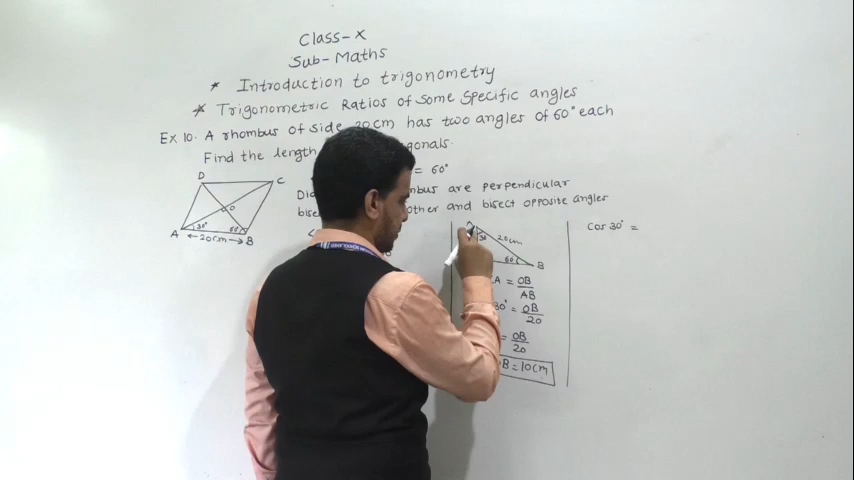 Class-X
Sub-Maths
* Introduction to trigonometry
* Trigonometric Ratios of Some Specific angles
Ex 10. A rhombus of side 20cm has two angles of 60° each
Find the length gonals.
= 60°
D C
Dia mbus are perpendicular
bise other and bisect opposite angles
O
A 30° 60° B
20cm
30° 20cm
60° B
A = OB/AB
30° = OB/20
= OB/20
B = 10cm
cos 30° =